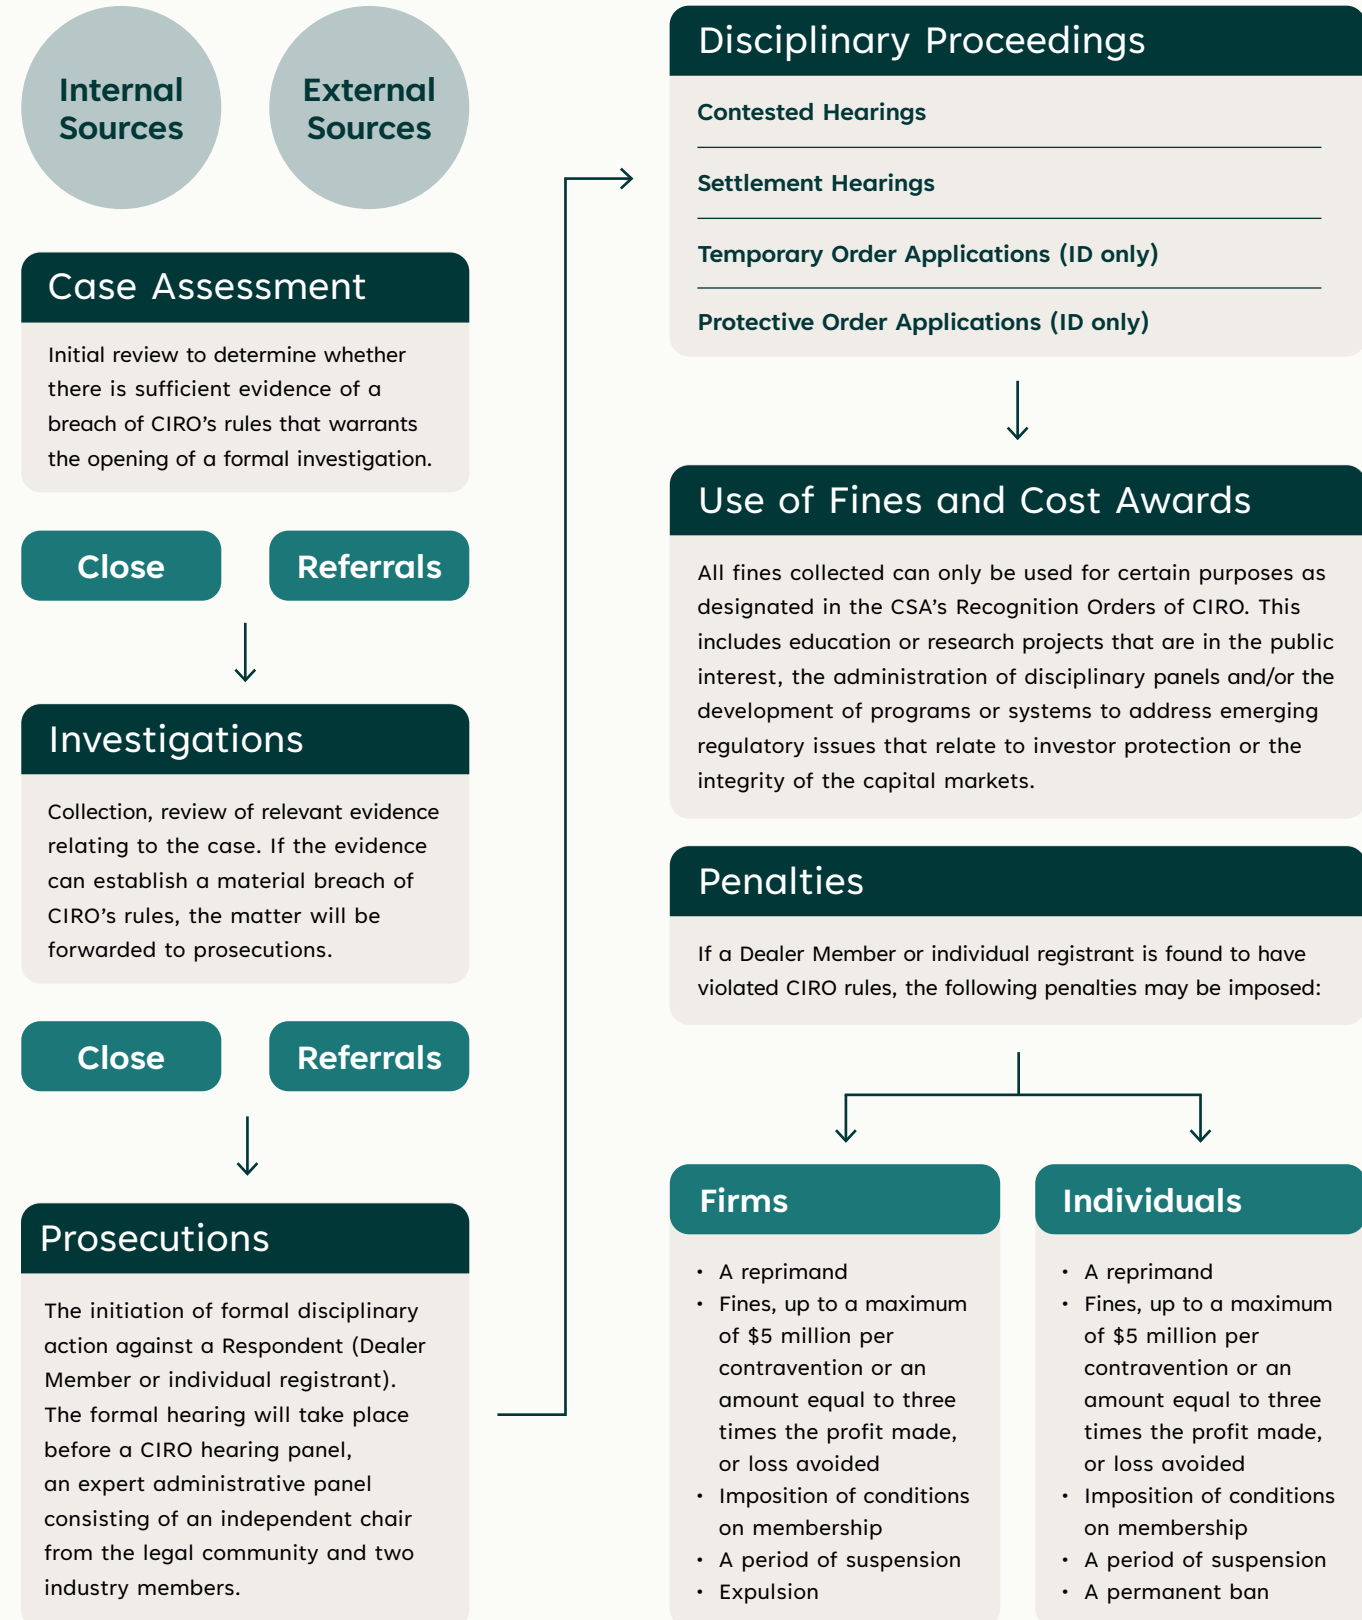 Internal
Sources
External
Sources
Case Assessment
Initial review to determine whether
there is sufficient evidence of a
breach of CIRO’s rules that warrants
the opening of a formal investigation.
Close
Referrals
Investigations
Collection, review of relevant evidence
relating to the case. If the evidence
can establish a material breach of
CIRO’s rules, the matter will be
forwarded to prosecutions.
Close
Referrals
Prosecutions
The initiation of formal disciplinary
action against a Respondent (Dealer
Member or individual registrant).
The formal hearing will take place
before a CIRO hearing panel,
an expert administrative panel
consisting of an independent chair
from the legal community and two
industry members.
Disciplinary Proceedings
Contested Hearings
Settlement Hearings
Temporary Order Applications (ID only)
Protective Order Applications (ID only)
Use of Fines and Cost Awards
All fines collected can only be used for certain purposes as
designated in the CSA’s Recognition Orders of CIRO. This
includes education or research projects that are in the public
interest, the administration of disciplinary panels and/or the
development of programs or systems to address emerging
regulatory issues that relate to investor protection or the
integrity of the capital markets.
Penalties
If a Dealer Member or individual registrant is found to have
violated CIRO rules, the following penalties may be imposed:
Firms
• A reprimand
• Fines, up to a maximum
of $5 million per
contravention or an
amount equal to three
times the profit made,
or loss avoided
• Imposition of conditions
on membership
• A period of suspension
• Expulsion
Individuals
• A reprimand
• Fines, up to a maximum
of $5 million per
contravention or an
amount equal to three
times the profit made,
or loss avoided
• Imposition of conditions
on membership
• A period of suspension
• A permanent ban